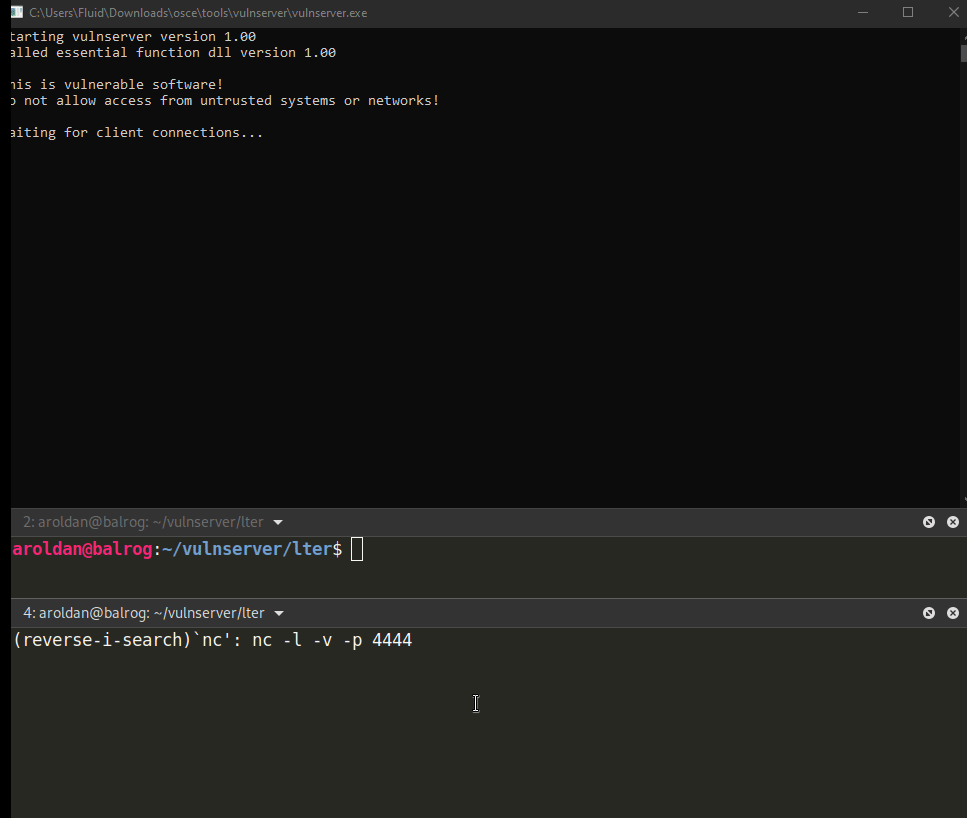 C:\Users\Fluid\Downloads\osce\tools\vulnserver\vulnserver.exe
tarting vulnserver version 1.00
alled essential function dll version 1.00
his is vulnerable software!
o not allow access from untrusted systems or networks!
aiting for client connections...
2: aroldan@balrog: ~/vulnserver/lter
aroldan@balrog:~/vulnserver/lter$
4: aroldan@balrog: ~/vulnserver/lter
(reverse-i-search)`nc': nc -l -v -p 4444